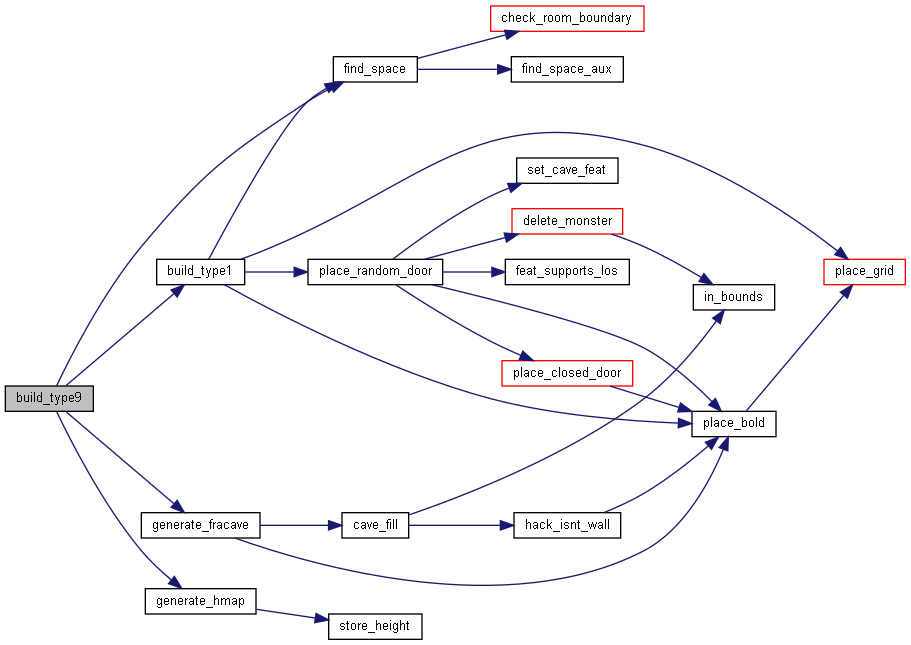 check_room_boundary
find_space
find_space_aux
set_cave_feat
delete_monster
build_type1
place_random_door
feat_supports_los
place_grid
in_bounds
place_closed_door
build_type9
place_bold
generate_fracave
cave_fill
hack_isnt_wall
generate_hmap
store_height